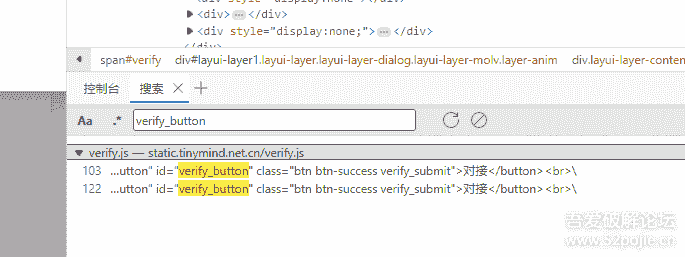 <div style="display:none"></div>
▶<div>⋯</div>
▶<div style="display:none;">⋯</div>
</div>
span#verify div#layui-layer1.layui-layer.layui-layer-dialog.layui-layer-molv.layer-anim div.layui-layer-conten
控制台 搜索 × +
Aa .* verify_button
▼verify.js — static.tinymind.net.cn/verify.js
103 ...utton" id="verify_button" class="btn btn-success verify_submit">对接</button><br>\
122 ...utton" id="verify_button" class="btn btn-success verify_submit">对接</button><br>\
吾爱破解论坛
www.52pojie.cn